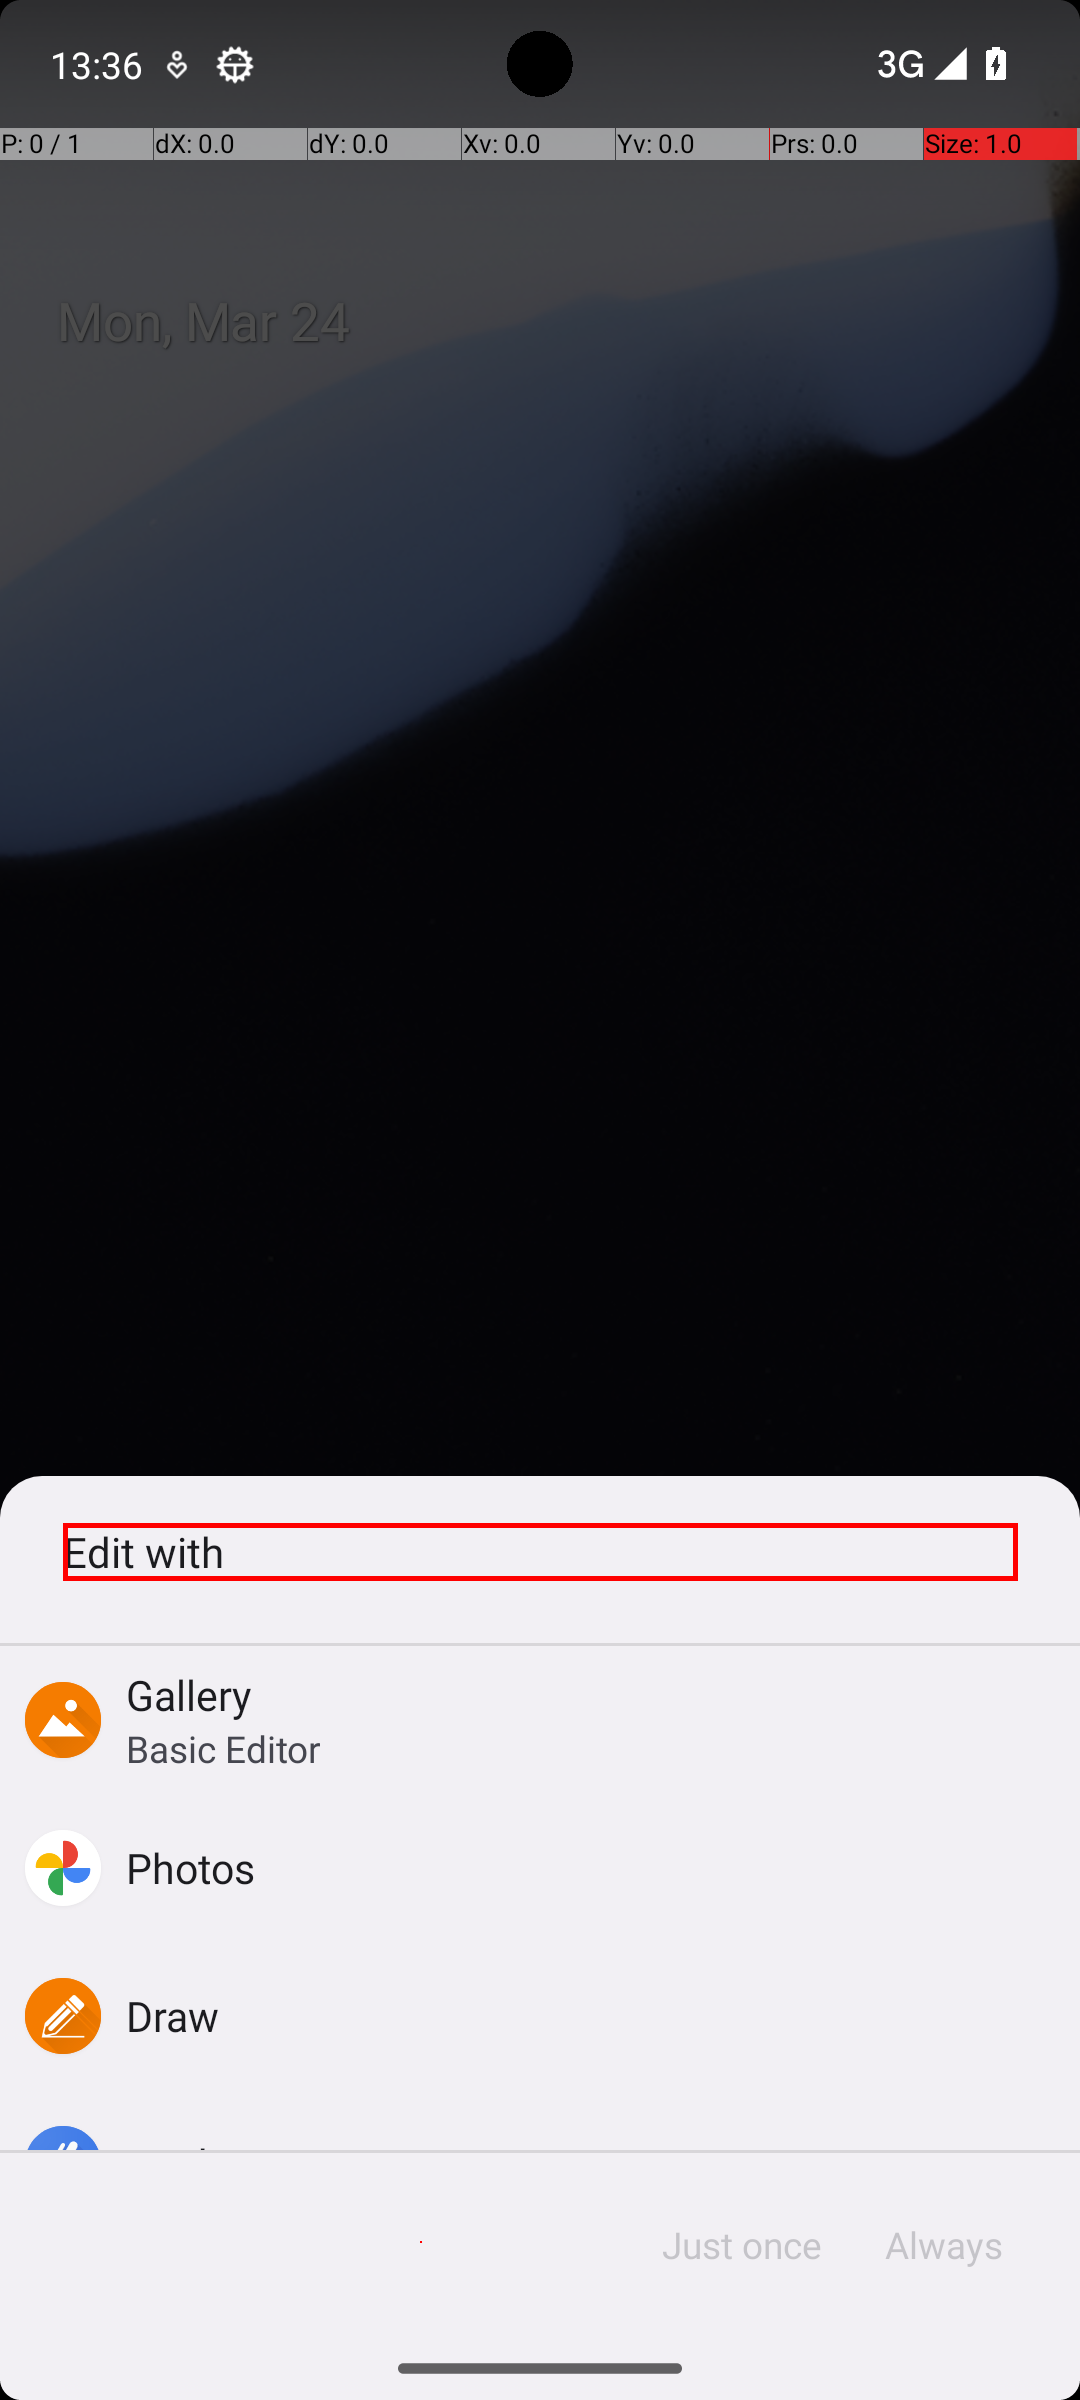 13:36
3G
P: 0 / 1
dX: 0.0
dY: 0.0
Xv: 0.0
Yv: 0.0
Prs: 0.0
Size: 1.0
Mon, Mar 24
Edit with
Gallery
Basic Editor
Photos
Draw
Just once
Always